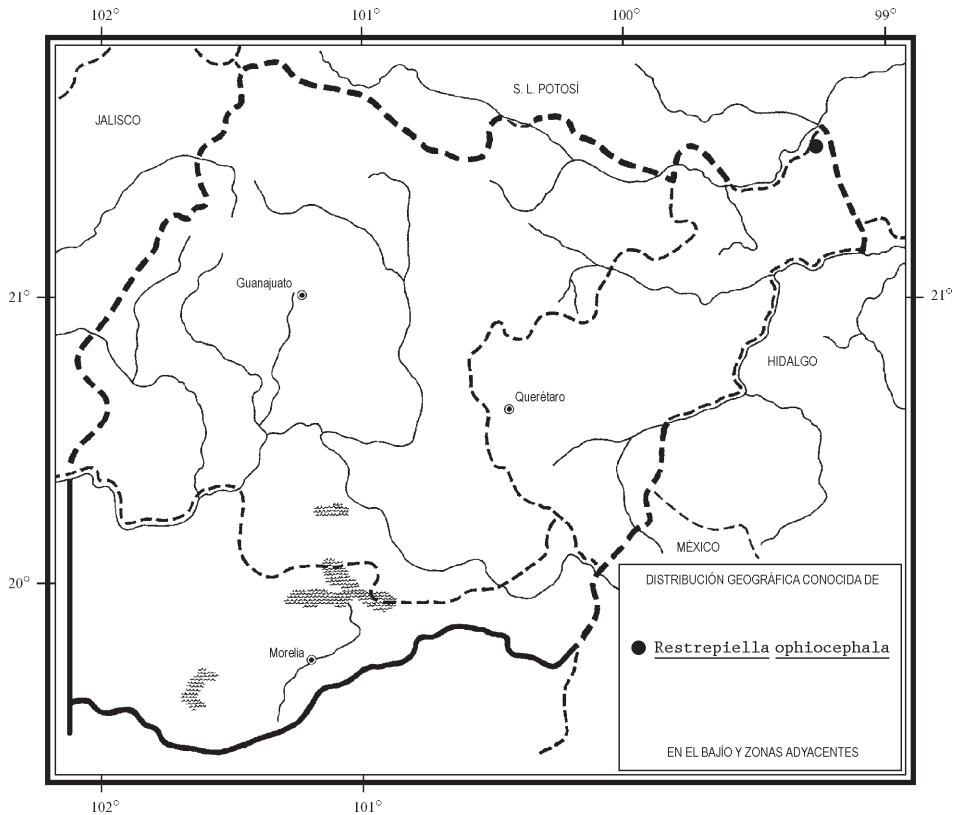 102° 101° 100° 99°
S. L. POTOSÍ
JALISCO
Guanajuato
21° 21°
HIDALGO
Querétaro
MÉXICO
20°
DISTRIBUCIÓN GEOGRÁFICA CONOCIDA DE
Restrepiella ophiocephala
Morelia
EN EL BAJÍO Y ZONAS ADYACENTES
102° 101°